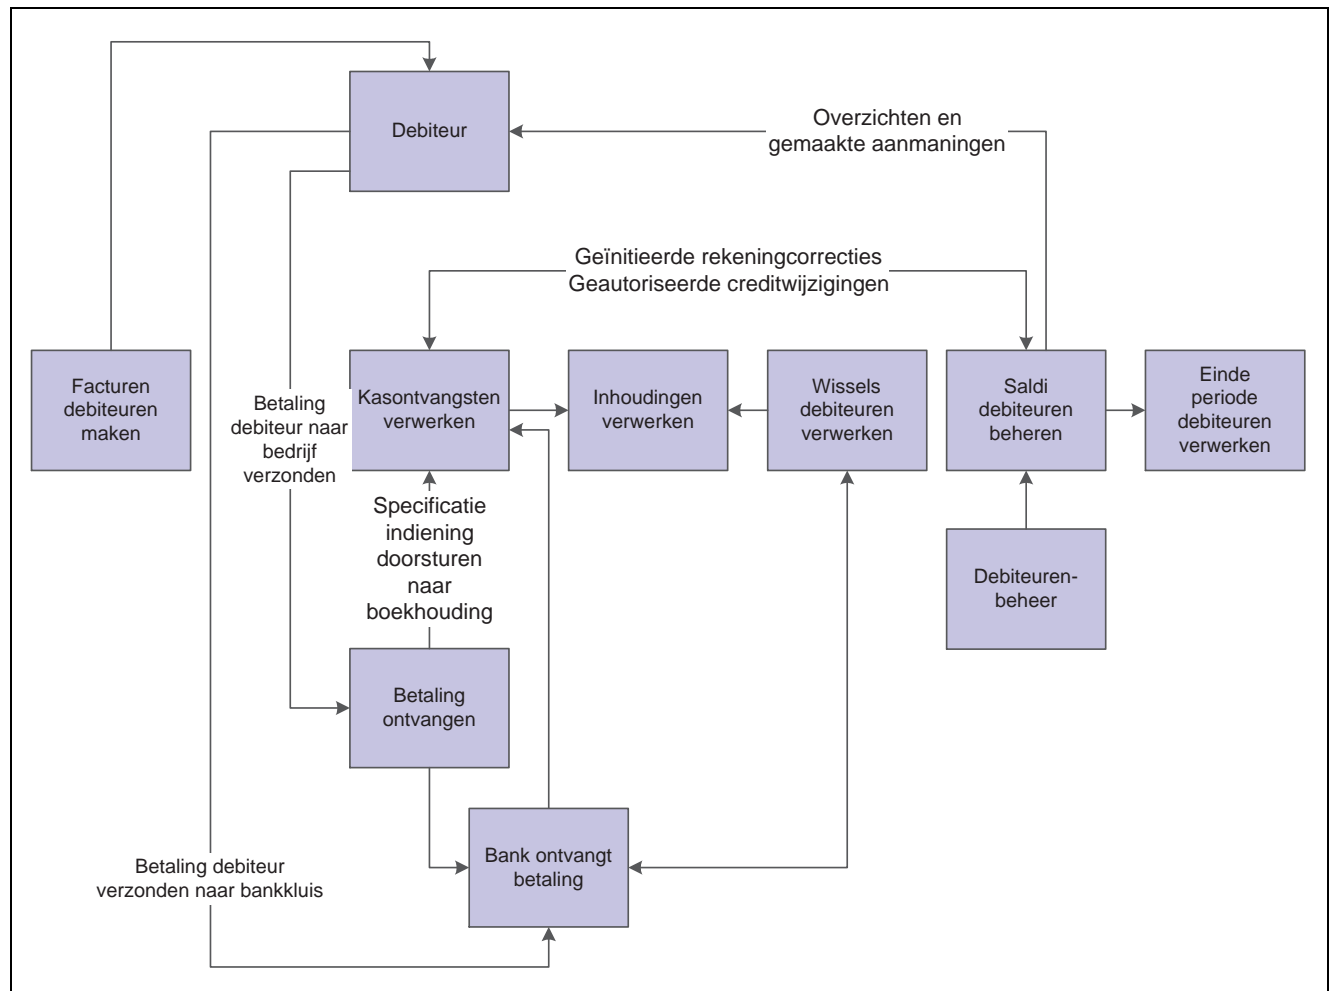 Debiteur
Overzichten en
gemaakte aanmaningen
Geïnitieerde rekeningcorrecties
Geautoriseerde creditwijzigingen
Facturen
debiteuren
maken
Betaling
debiteur naar
bedrijf
verzonden
Kasontvangsten
verwerken
Inhoudingen
verwerken
Wissels
debiteuren
verwerken
Saldi
debiteuren
beheren
Einde
periode
debiteuren
verwerken
Specificatie
indiening
doorsturen
naar
boekhouding
Debiteuren-
beheer
Betaling
ontvangen
Bank ontvangt
betaling
Betaling debiteur
verzonden naar bankkluis